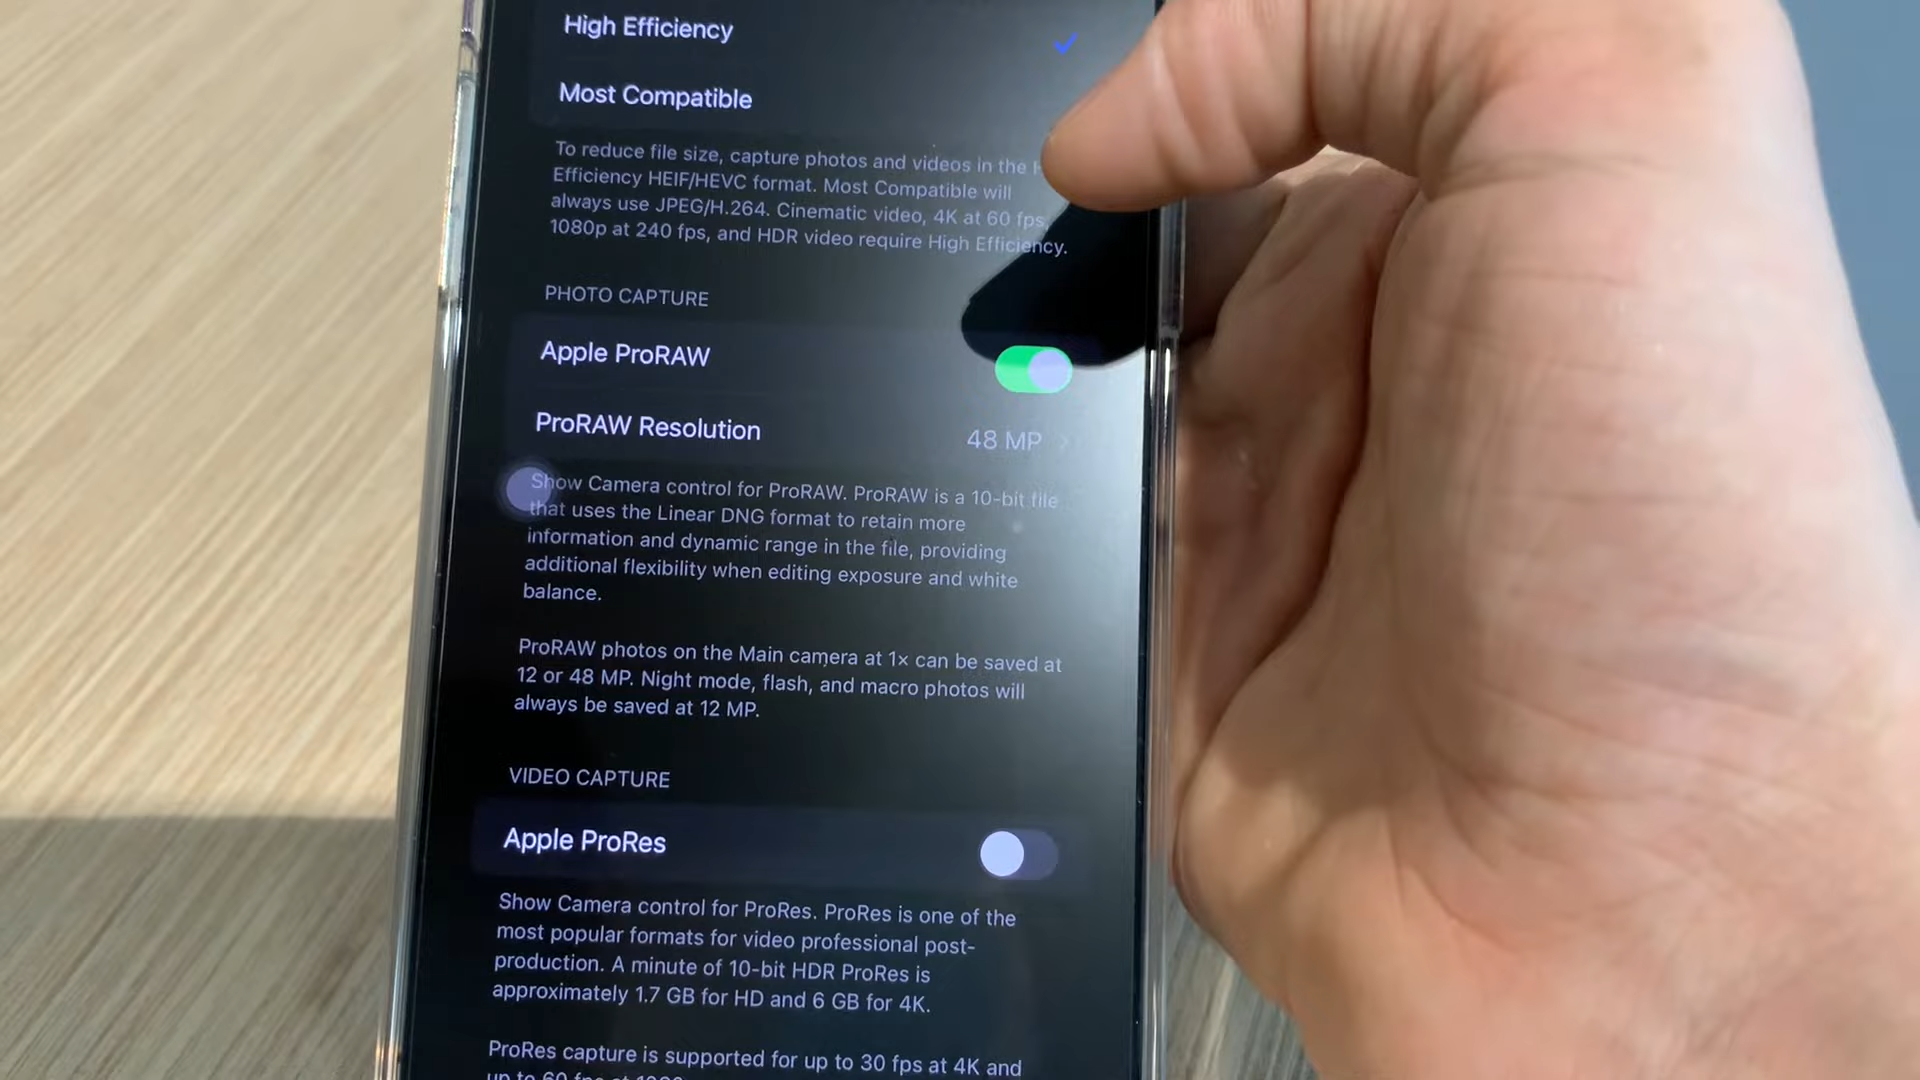 High Efficiency
Most Compatible
To reduce file size, capture photos and videos in the
Efficiency HEIF/HEVC format. Most Compatible will
always use JPEG/H.264. Cinematic video, 4K at 60 fps,
1080p at 240 fps, and HDR video require High Efficiency.
PHOTO CAPTURE
Apple ProRAW
ProRAW Resolution 48 MP
Show Camera control for ProRAW. ProRAW is a 10-bit file
that uses the Linear DNG format to retain more
information and dynamic range in the file, providing
additional flexibility when editing exposure and white
balance.
ProRAW photos on the Main camera at 1x can be saved at
12 or 48 MP. Night mode, flash, and macro photos will
always be saved at 12 MP.
VIDEO CAPTURE
Apple ProRes
Show Camera control for ProRes. ProRes is one of the
most popular formats for video professional post-
production. A minute of 10-bit HDR ProRes is
approximately 1.7 GB for HD and 6 GB for 4K.
ProRes capture is supported for up to 30 fps at 4K and
up to 60 fps at